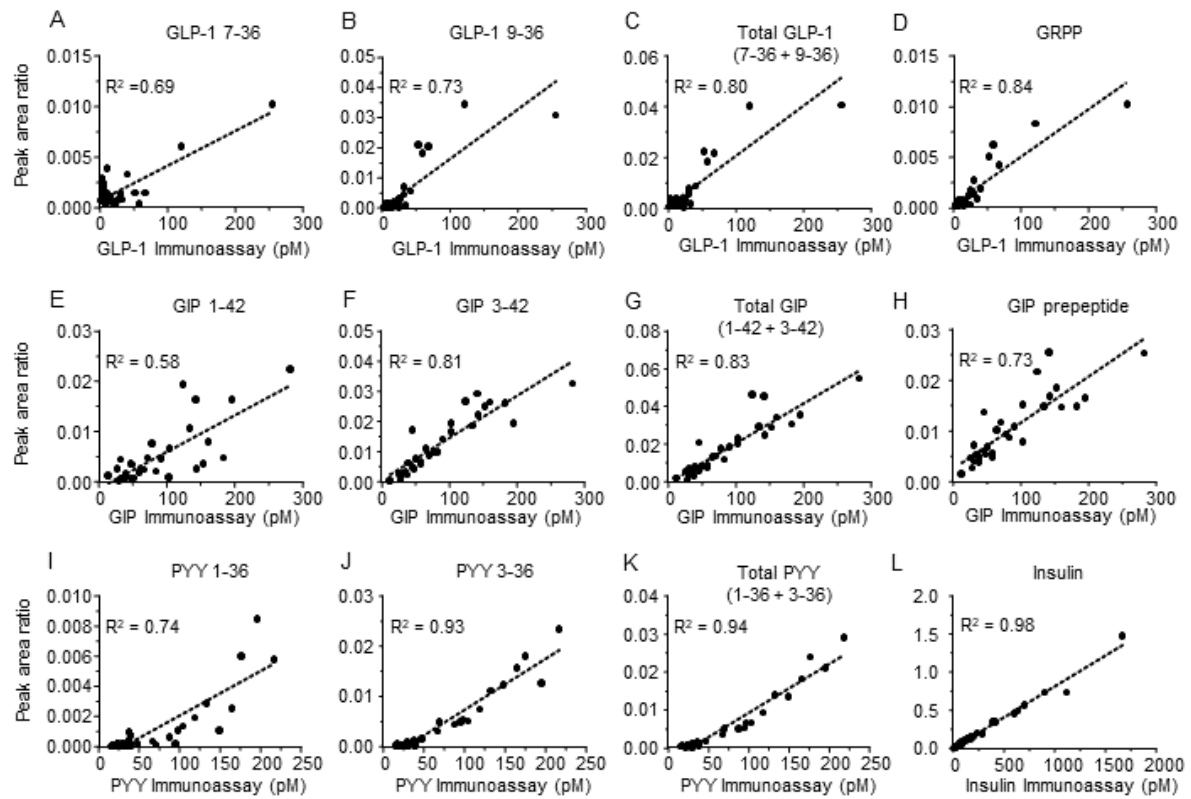 A
GLP-1 7-36
B
GLP-1 9-36
C
Total GLP-1
(7-36 + 9-36)
D
GRPP
Peak area ratio
0.015
0.010
0.005
0.000
R² =0.69
0 100 200 300
GLP-1 Immunoassay (pM)
0.05
0.04
0.03
0.02
0.01
0.00
R² = 0.73
0 100 200 300
GLP-1 Immunoassay (pM)
0.06
0.04
0.02
0.00
R² = 0.80
0 100 200 300
GLP-1 Immunoassay (pM)
0.015
0.010
0.005
0.000
R² = 0.84
0 100 200 300
GLP-1 Immunoassay (pM)
E
GIP 1-42
F
GIP 3-42
G
Total GIP
(1-42 + 3-42)
H
GIP prepeptide
Peak area ratio
0.03
0.02
0.01
0.00
R² = 0.58
0 100 200 300
GIP Immunoassay (pM)
0.05
0.04
0.03
0.02
0.01
0.00
R² = 0.81
0 100 200 300
GIP Immunoassay (pM)
0.08
0.06
0.04
0.02
0.00
R² = 0.83
0 100 200 300
GIP Immunoassay (pM)
0.03
0.02
0.01
0.00
R² = 0.73
0 100 200 300
GIP Immunoassay (pM)
I
PYY 1-36
J
PYY 3-36
K
Total PYY
(1-36 + 3-36)
L
Insulin
Peak area ratio
0.010
0.008
0.006
0.004
0.002
0.000
R² = 0.74
0 50 100 150 200 250
PYY Immunoassay (pM)
0.03
0.02
0.01
0.00
R² = 0.93
0 50 100 150 200 250
PYY Immunoassay (pM)
0.04
0.03
0.02
0.01
0.00
R² = 0.94
0 50 100 150 200 250
PYY Immunoassay (pM)
2.0
1.5
1.0
0.5
0.0
R² = 0.98
0 500 1000 1500 2000
Insulin Immunoassay (pM)